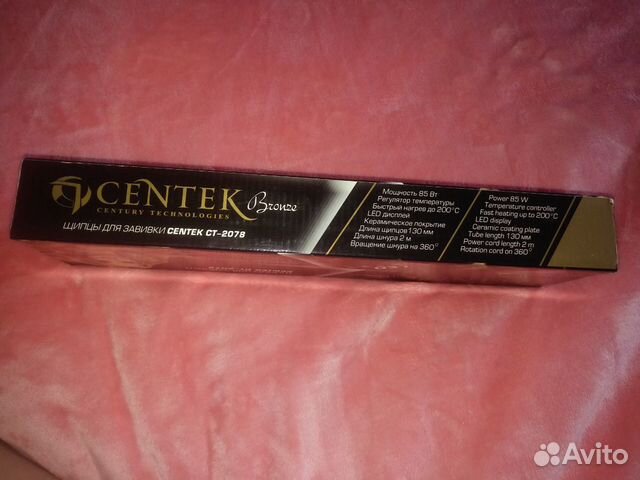 CENTEK Bronze
CENTURY TECHNOLOGIES
ЩИПЦЫ ДЛЯ ЗАВИВКИ CENTEK CT-2078
Мощность 85 Вт
Регулятор температуры
Быстрый нагрев до 200°C
LED дисплей
Керамическое покрытие
Длина щипцов 130 мм
Длина шнура 2 м
Вращение шнура на 360°
Power 85 W
Temperature controller
Fast heating up to 200°C
LED display
Ceramic coating plate
Tube length 130 мм
Power cord length 2 m
Rotation cord on 360°
Avito